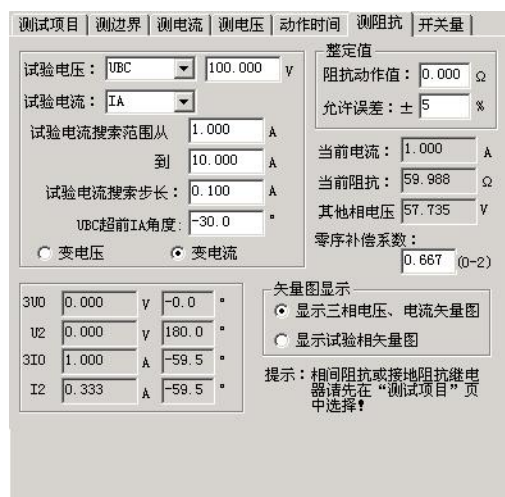 测试项目 测边界 测电流 测电压 动作时间 测阻抗 开关量
试验电压： UBC 100.000 V
试验电流： IA
试验电流搜索范围从 1.000 A
到 10.000 A
试验电流搜索步长： 0.100 A
UBC超前IA角度: -30.0 °
变电压 变电流
整定值
阻抗动作值： 0.000 Ω
允许误差：± 5 %
当前电流： 1.000 A
当前阻抗： 59.988 Ω
其他相电压 57.735 V
零序补偿系数：
0.667 (0-2)
3U0 0.000 V -0.0 °
U2 0.000 V 180.0 °
3I0 1.000 A -59.5 °
I2 0.333 A -59.5 °
矢量图显示
显示三相电压、电流矢量图
显示试验相矢量图
提示：相间阻抗或接地阻抗继电
器请先在“测试项目”页
中选择！